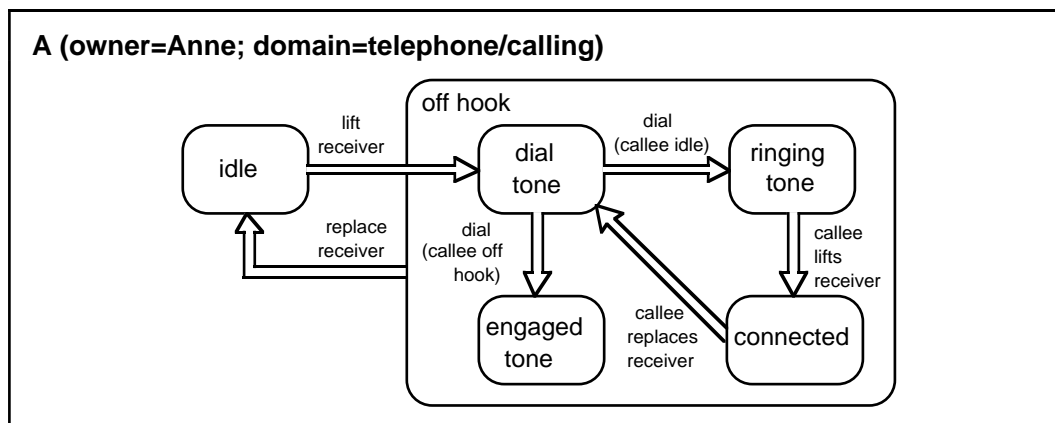 A (owner=Anne; domain=telephone/calling)
off hook
lift
receiver
idle
dial
tone
dial
(callee idle)
ringing
tone
replace
receiver
dial
(callee off
hook)
callee
lifts
receiver
engaged
tone
callee
replaces
receiver
connected